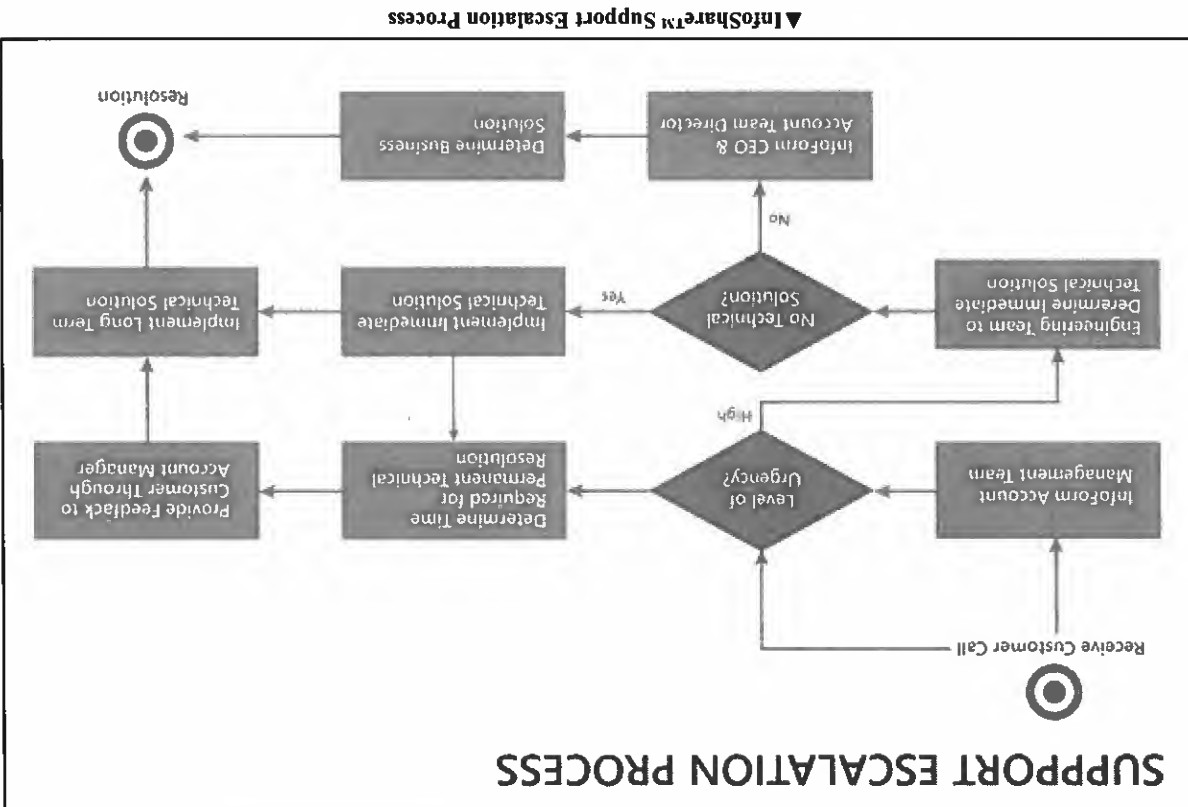 SUPPPORT ESCALATION PROCESS
Receive Customer Call
InfoForm Account
Management Team
Level of
Urgency?
Determine Time
Required for
Permanent Technical
Resolution
Provide Feedfack to
Customer Through
Account Manager
High
Engineering Team to
Determine Immediate
Technical Solution
No Technical
Solution?
Yes
Implement Immediate
Technical Solution
Implement Long Term
Technical Solution
No
InfoForm CEO &
Account Team Director
Determine Business
Solution
Resolution
▲ InfoShare™ Support Escalation Process